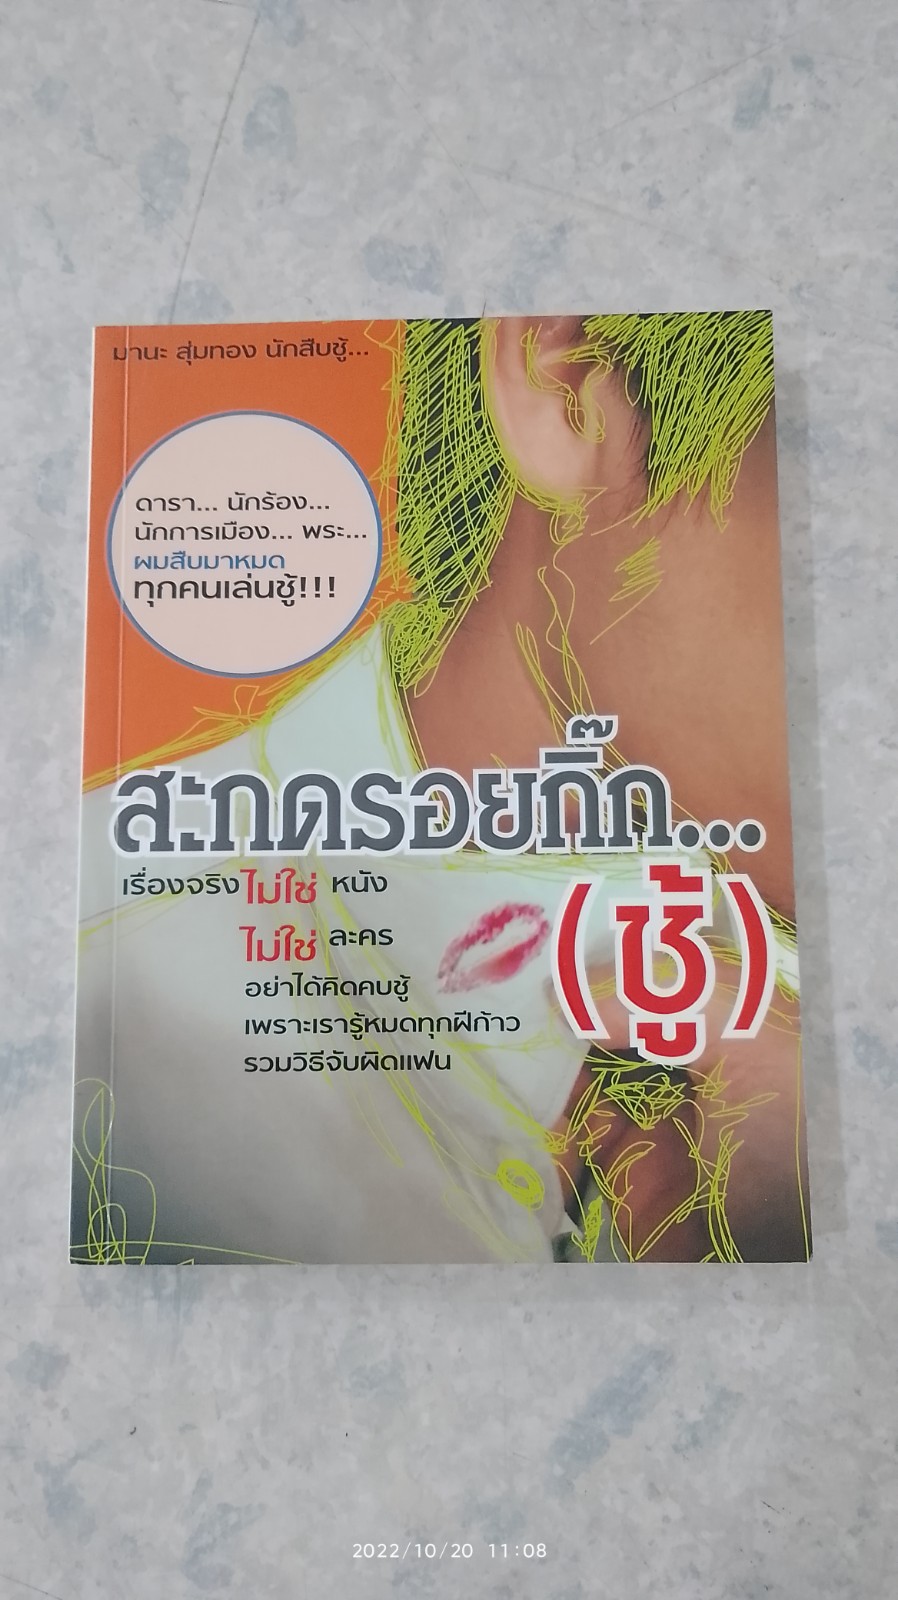 มานะ สุ่มทอง นักสืบชู้...
ดารา... นักร้อง...
นักการเมือง... พระ...
ผมสืบมาหมด
ทุกคนเล่นชู้!!!
สะกดรอยกิ๊ก...
(ชู้)
เรื่องจริงไม่ใช่ หนัง
ไม่ใช่ ละคร
อย่าได้คิดคบชู้
เพราะเรารู้หมดทุกฝีก้าว
รวมวิธีจับผิดแฟน
2022/10/20 11:08